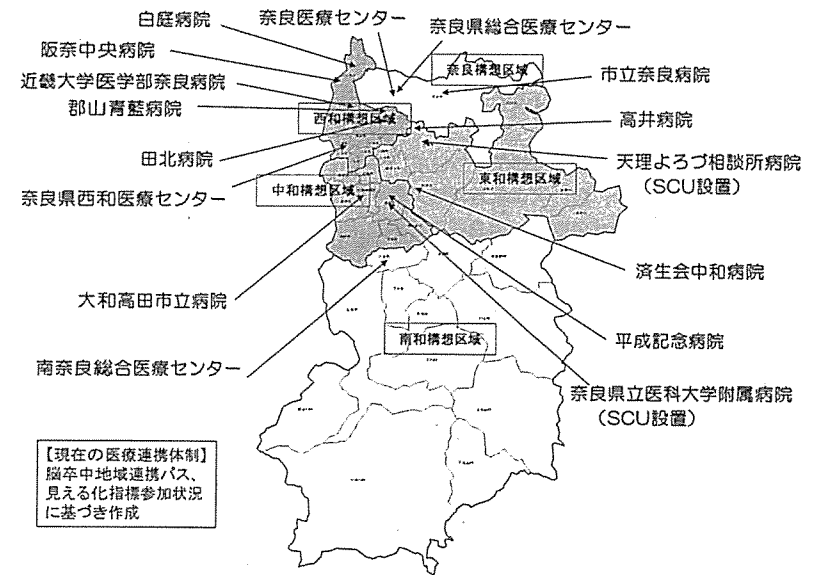 白庭病院
奈良医療センター
奈良県総合医療センター
阪奈中央病院
奈良構想区域
近畿大学医学部奈良病院
市立奈良病院
郡山青藍病院
西和構想区域
高井病院
田北病院
天理よろづ相談所病院
（SCU設置）
奈良県西和医療センター
中和構想区域
東和構想区域
済生会中和病院
大和高田市立病院
南和構想区域
平成記念病院
南奈良総合医療センター
奈良県立医科大学附属病院
（SCU設置）
【現在の医療連携体制】
脳卒中地域連携パス、
見える化指標参加状況
に基づき作成